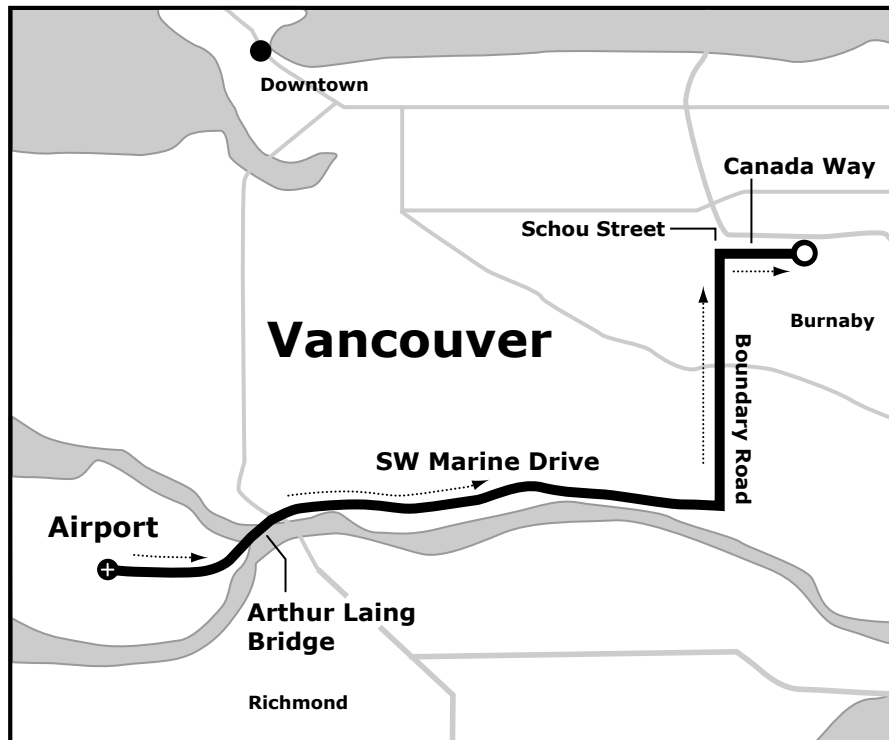 Downtown
Canada Way
Schou Street
Burnaby
Vancouver
Boundary Road
SW Marine Drive
Airport
Arthur Laing
Bridge
Richmond